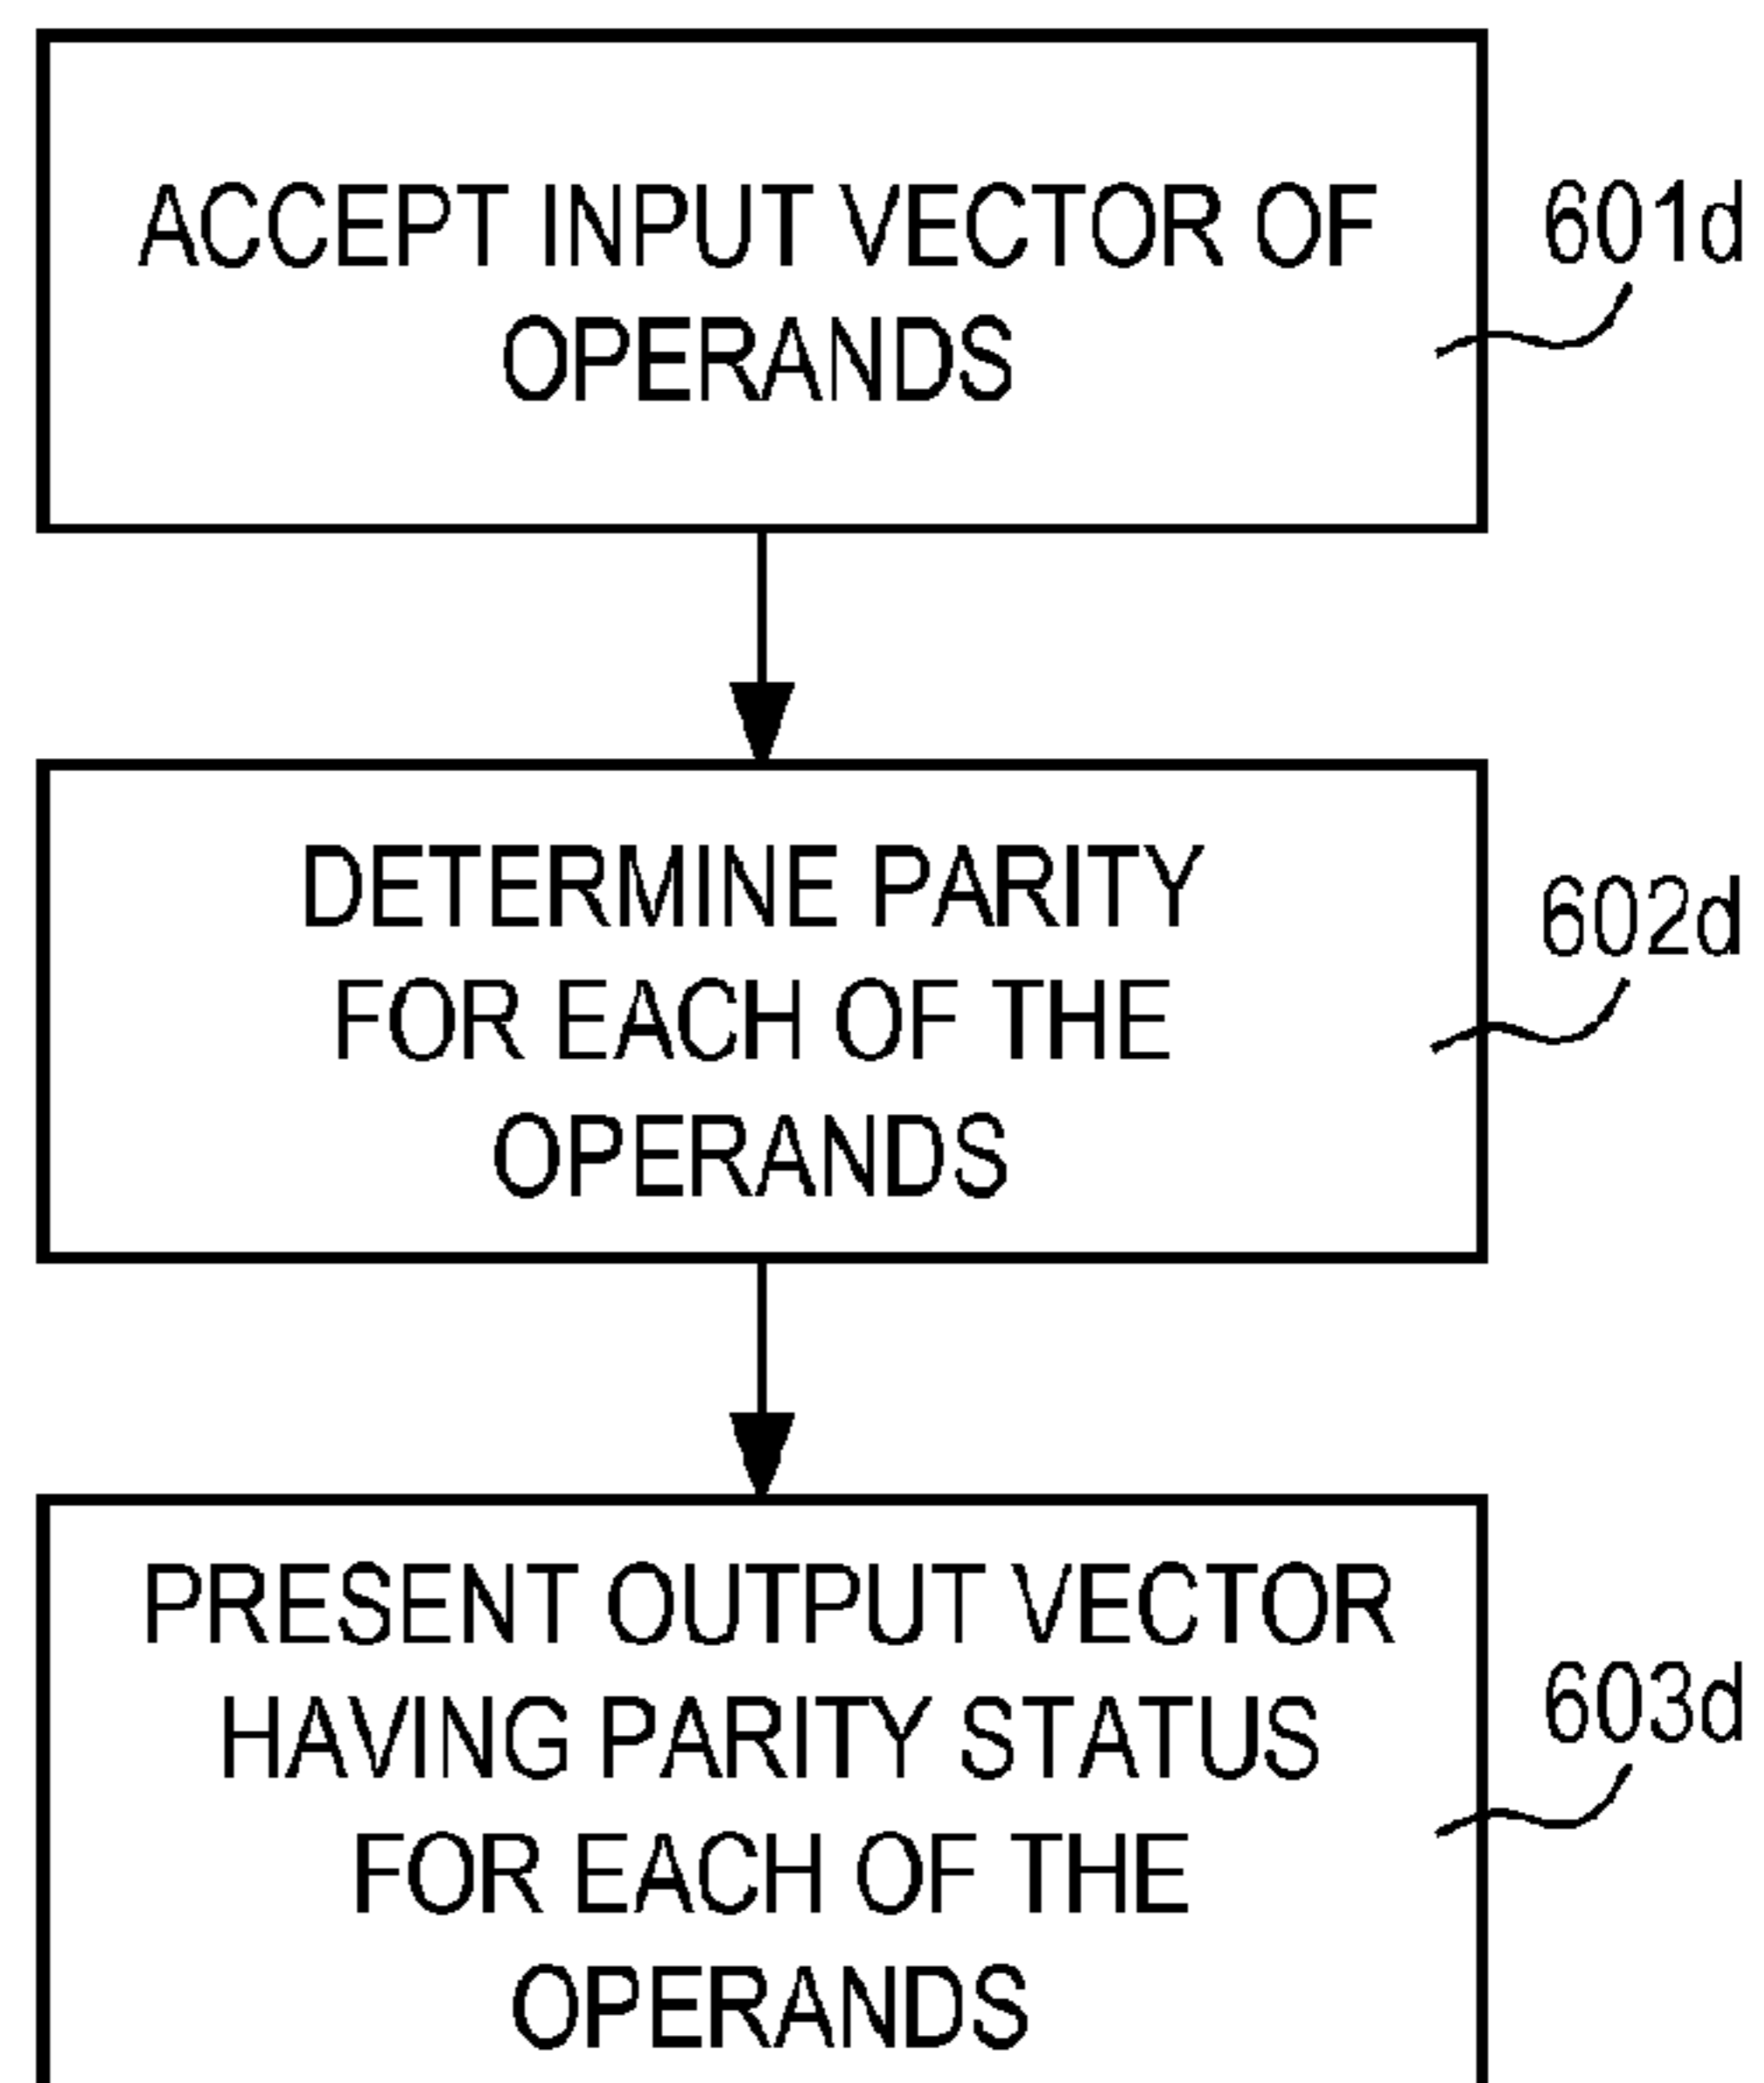 ACCEPT INPUT VECTOR OF
OPERANDS
601d
DETERMINE PARITY
FOR EACH OF THE
OPERANDS
602d
PRESENT OUTPUT VECTOR
HAVING PARITY STATUS
FOR EACH OF THE
OPERANDS
603d